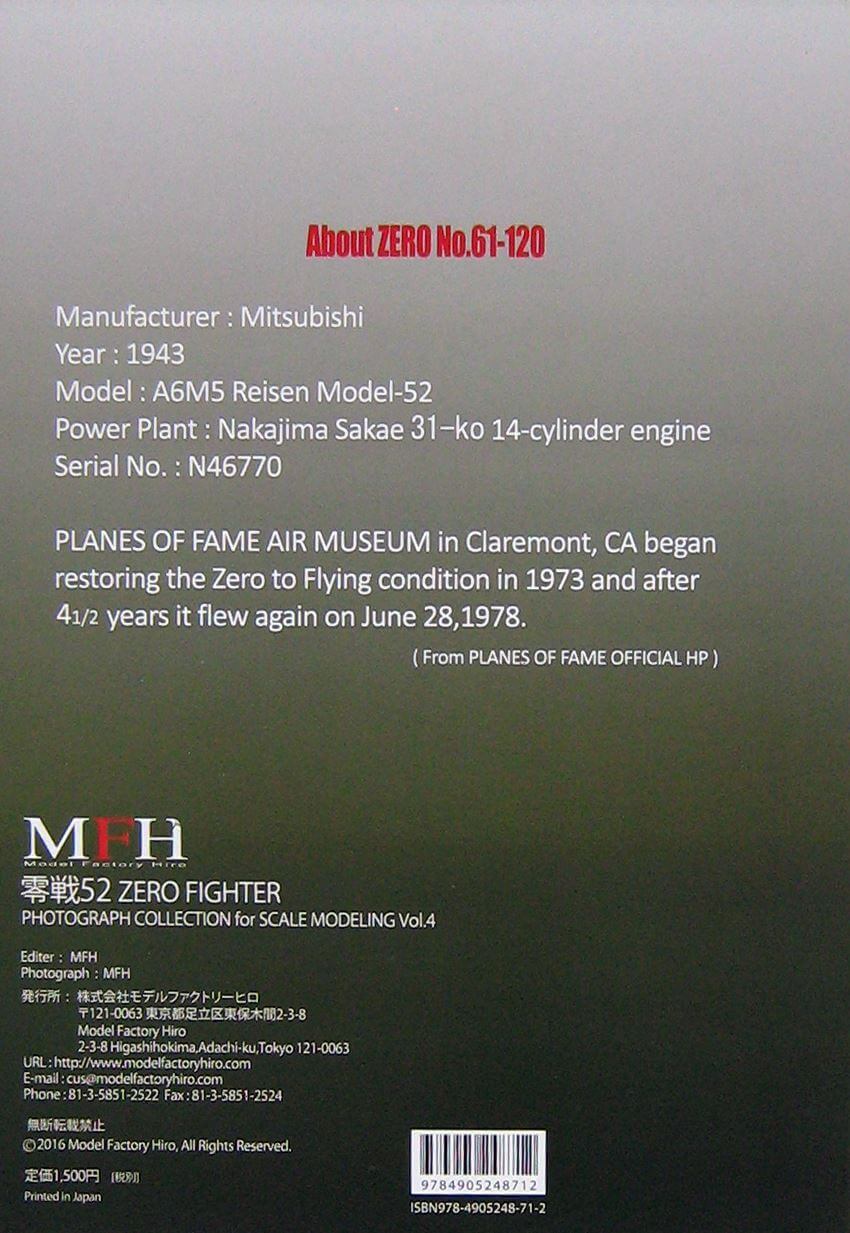 About ZERO No.61-120
Manufacturer : Mitsubishi
Year : 1943
Model : A6M5 Reisen Model-52
Power Plant : Nakajima Sakae 31-ko 14-cylinder engine
Serial No. : N46770
PLANES OF FAME AIR MUSEUM in Claremont, CA began
restoring the Zero to Flying condition in 1973 and after
4 1/2 years it flew again on June 28,1978.
( From PLANES OF FAME OFFICIAL HP )
MFH
Model Factory Hiro
零戦52 ZERO FIGHTER
PHOTOGRAPH COLLECTION for SCALE MODELING Vol.4
Editer : MFH
Photograph : MFH
発行所 : 株式会社モデルファクトリーヒロ
〒121-0063 東京都足立区東保木間2-3-8
Model Factory Hiro
2-3-8 Higashihokima,Adachi-ku,Tokyo 121-0063
URL : http://www.modelfactoryhiro.com
E-mail : cus@modelfactoryhiro.com
Phone : 81-3-5851-2522 Fax : 81-3-5851-2524
無断転載禁止
©2016 Model Factory Hiro, All Rights Reserved.
定価1,500円 [税別]
Printed in Japan
9784905248712
ISBN978-4905248-71-2